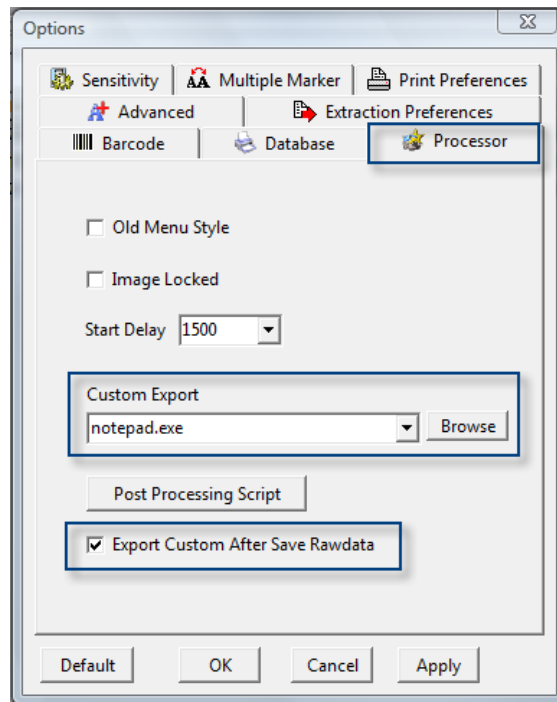 Options
Sensitivity AA Multiple Marker Print Preferences
Advanced Extraction Preferences
Barcode Database Processor
Old Menu Style
Image Locked
Start Delay 1500
Custom Export
notepad.exe Browse
Post Processing Script
Export Custom After Save Rawdata
Default OK Cancel Apply